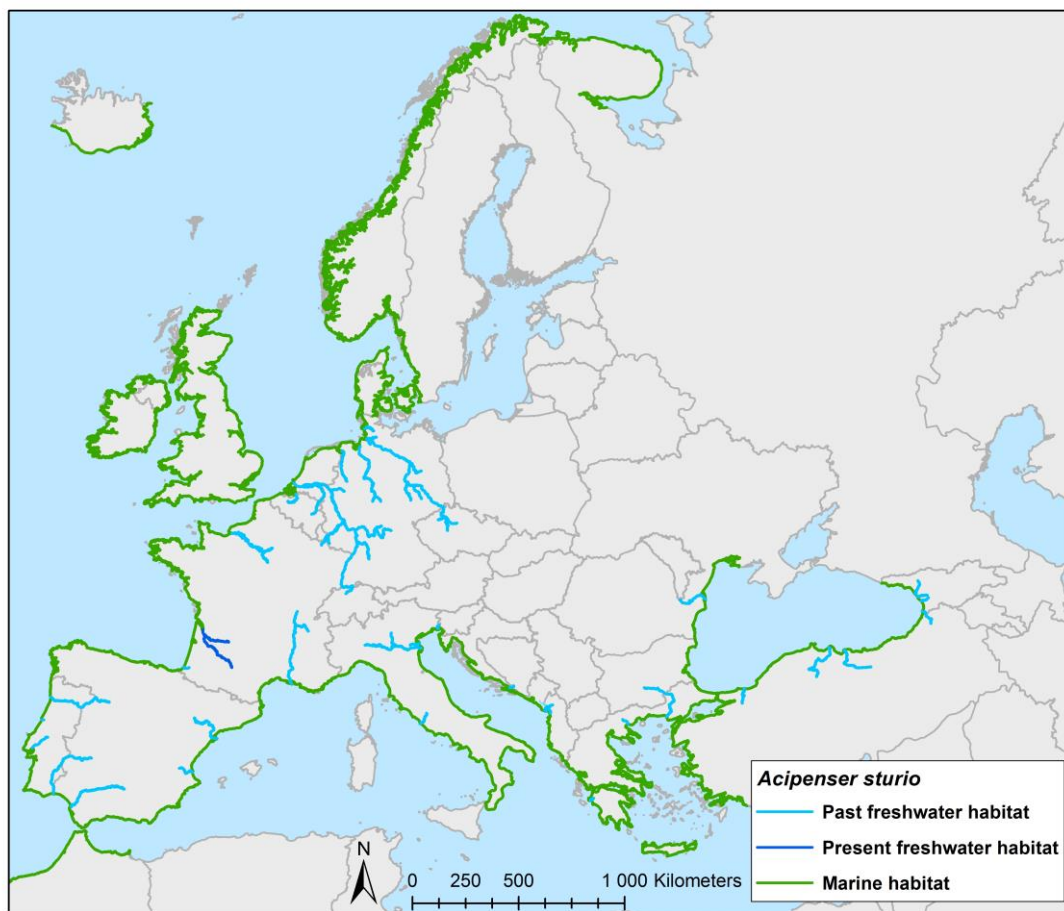 Acipenser sturio
Past freshwater habitat
Present freshwater habitat
Marine habitat
N
0 250 500 1 000 Kilometers